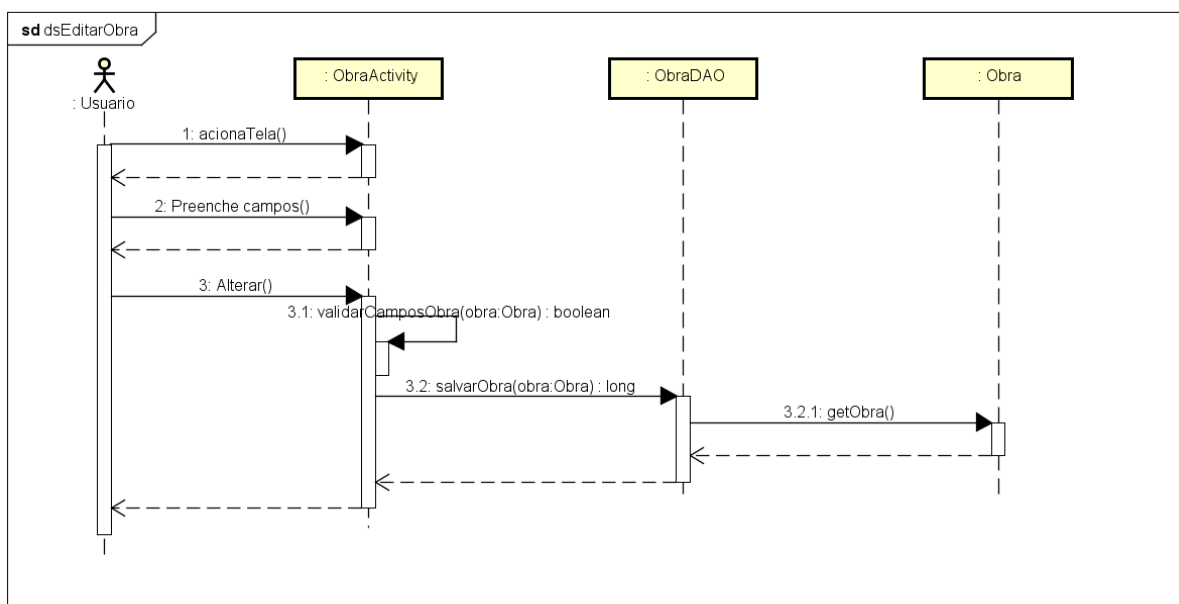 sd dsEditarObra
: Usuario
: ObraActivity
: ObraDAO
: Obra
1: acionaTela()
2: Preenche campos()
3: Alterar()
3.1: validarCamposObra(obra:Obra) : boolean
3.2: salvarObra(obra:Obra) : long
3.2.1: getObra()